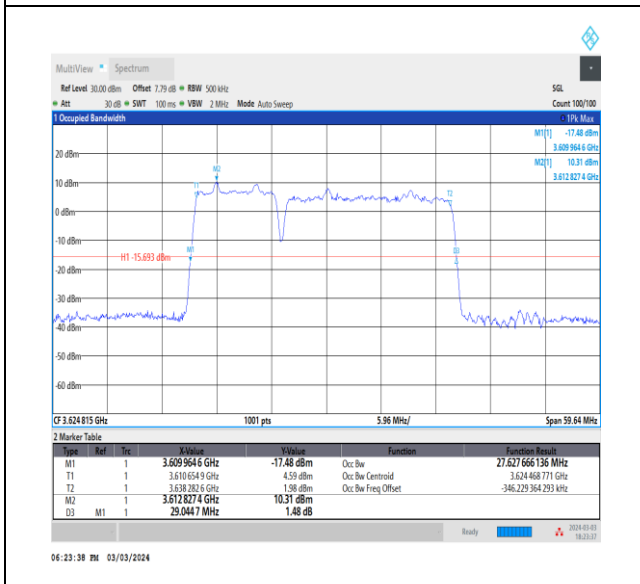 MultiView Spectrum
Ref Level 30.00 dBm Offset 7.79 dB RBW 500 kHz SGL
Att 30 dB SWT 100 ms VBW 2 MHz Mode Auto Sweep Count 100/100
1 Occupied Bandwidth 1Pk Max
M1[1] -17.48 dBm
3.609 964 6 GHz
M2[1] 10.31 dBm
3.612 827 4 GHz
20 dBm
M2
T1
T2
10 dBm
0 dBm
-10 dBm
M1
D3
H1 -15.693 dBm
-20 dBm
-30 dBm
-40 dBm
-50 dBm
-60 dBm
CF 3.624 815 GHz 1001 pts 5.96 MHz/ Span 59.64 MHz
2 Marker Table
Type Ref Trc X-Value Y-Value Function Function Result
M1 1 3.609 964 6 GHz -17.48 dBm Occ Bw 27.627 666 136 MHz
T1 1 3.610 654 9 GHz 4.59 dBm Occ Bw Centroid 3.624 468 771 GHz
T2 1 3.638 282 6 GHz 1.98 dBm Occ Bw Freq Offset -346.229 364 293 kHz
M2 1 3.612 827 4 GHz 10.31 dBm
D3 M1 1 29.044 7 MHz 1.48 dB
Ready 2024-03-03
18:23:37
06:23:38 PM 03/03/2024